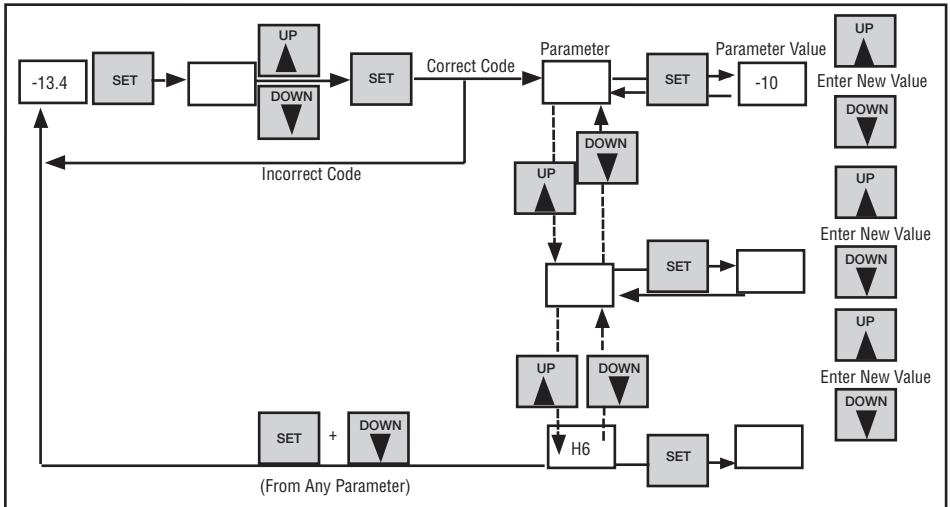 -13.4
SET
UP
DOWN
SET
Correct Code
Incorrect Code
Parameter
SET
Parameter Value
-10
UP
Enter New Value
DOWN
UP
DOWN
SET
UP
Enter New Value
DOWN
UP
DOWN
UP
Enter New Value
DOWN
H6
SET
SET + DOWN
(From Any Parameter)